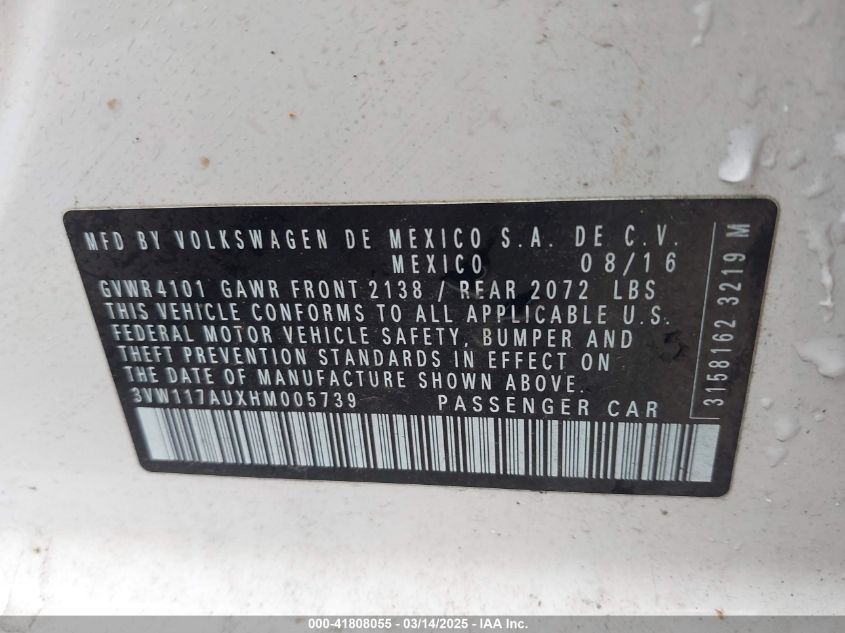 MFD BY VOLKSWAGEN DE MEXICO S.A. DE C.V.
MEXICO 08/16
GVWR 4101 GAWR FRONT 2138 / REAR 2072 LBS
THIS VEHICLE CONFORMS TO ALL APPLICABLE U.S.
FEDERAL MOTOR VEHICLE SAFETY, BUMPER AND
THEFT PREVENTION STANDARDS IN EFFECT ON
THE DATE OF MANUFACTURE SHOWN ABOVE.
3VW117AUXHM005739 PASSENGER CAR
3158162 3219 M
000-41808055 — 03/14/2025 — IAA Inc.